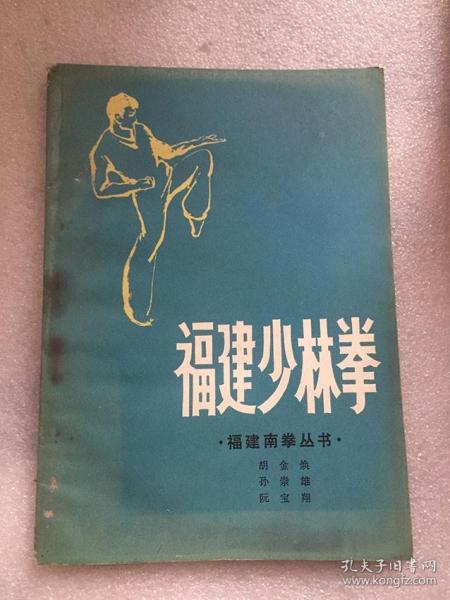 福建少林拳
·福建南拳丛书·
胡金焕
孙崇雄
阮宝翔
孔夫子旧书网
www.kongfz.com